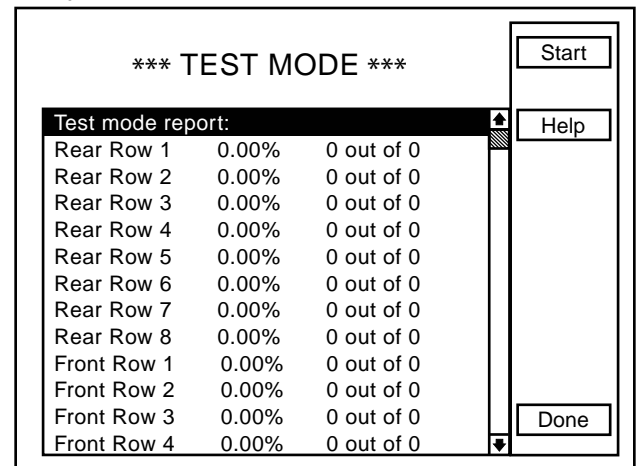 *** TEST MODE ***
Start
Help
Test mode report:
Rear Row 1 0.00% 0 out of 0
Rear Row 2 0.00% 0 out of 0
Rear Row 3 0.00% 0 out of 0
Rear Row 4 0.00% 0 out of 0
Rear Row 5 0.00% 0 out of 0
Rear Row 6 0.00% 0 out of 0
Rear Row 7 0.00% 0 out of 0
Rear Row 8 0.00% 0 out of 0
Front Row 1 0.00% 0 out of 0
Front Row 2 0.00% 0 out of 0
Front Row 3 0.00% 0 out of 0
Front Row 4 0.00% 0 out of 0
Done